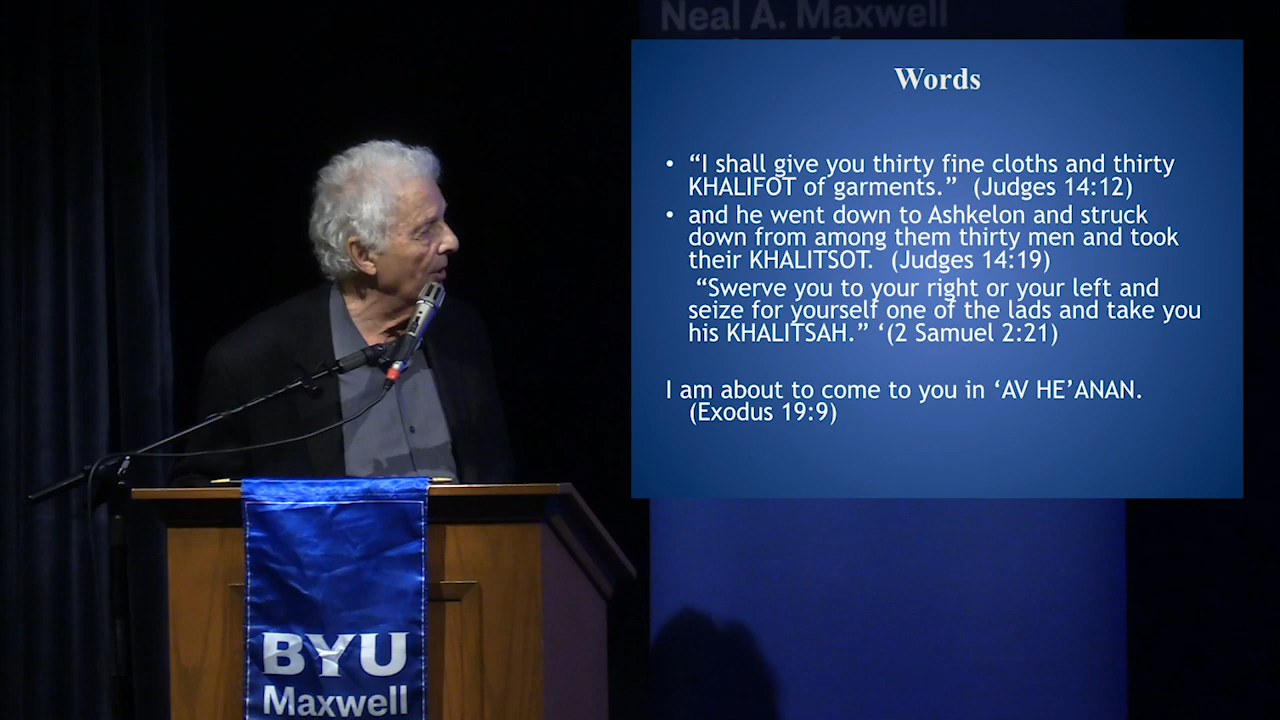 Neal A. Maxwell
Words
• “I shall give you thirty fine cloths and thirty
KHALIFOT of garments.” (Judges 14:12)
• and he went down to Ashkelon and struck
down from among them thirty men and took
their KHALITSOT. (Judges 14:19)
“Swerve you to your right or your left and
seize for yourself one of the lads and take you
his KHALITSAH.” ‘(2 Samuel 2:21)
I am about to come to you in ‘AV HE’ANAN.
(Exodus 19:9)
BYU
Maxwell